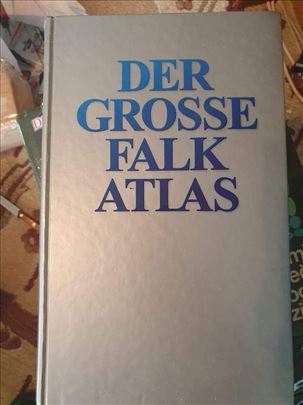 DER
GROSSE
FALK
ATLAS